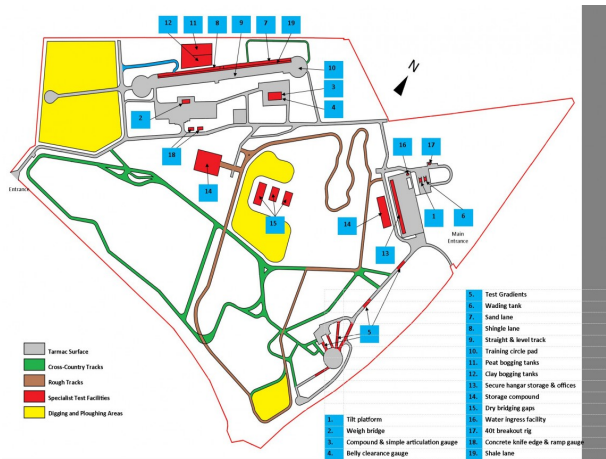 12
11
8
9
7
19
N
10
3
4
2
18
16
17
14
15
14
13
1
6
Entrance
Main
Entrance
5
Tarmac Surface
Cross-Country Tracks
Rough Tracks
Specialist Test Facilities
Digging and Ploughing Areas
1. Tilt platform
2. Weigh bridge
3. Compound & simple articulation gauge
4. Belly clearance gauge
5. Test Gradients
6. Wading tank
7. Sand lane
8. Shingle lane
9. Straight & level track
10. Training circle pad
11. Peat bogging tanks
12. Clay bogging tanks
13. Secure hangar storage & offices
14. Storage compound
15. Dry bridging gaps
16. Water ingress facility
17. 40t breakout rig
18. Concrete knife edge & ramp gauge
19. Shale lane